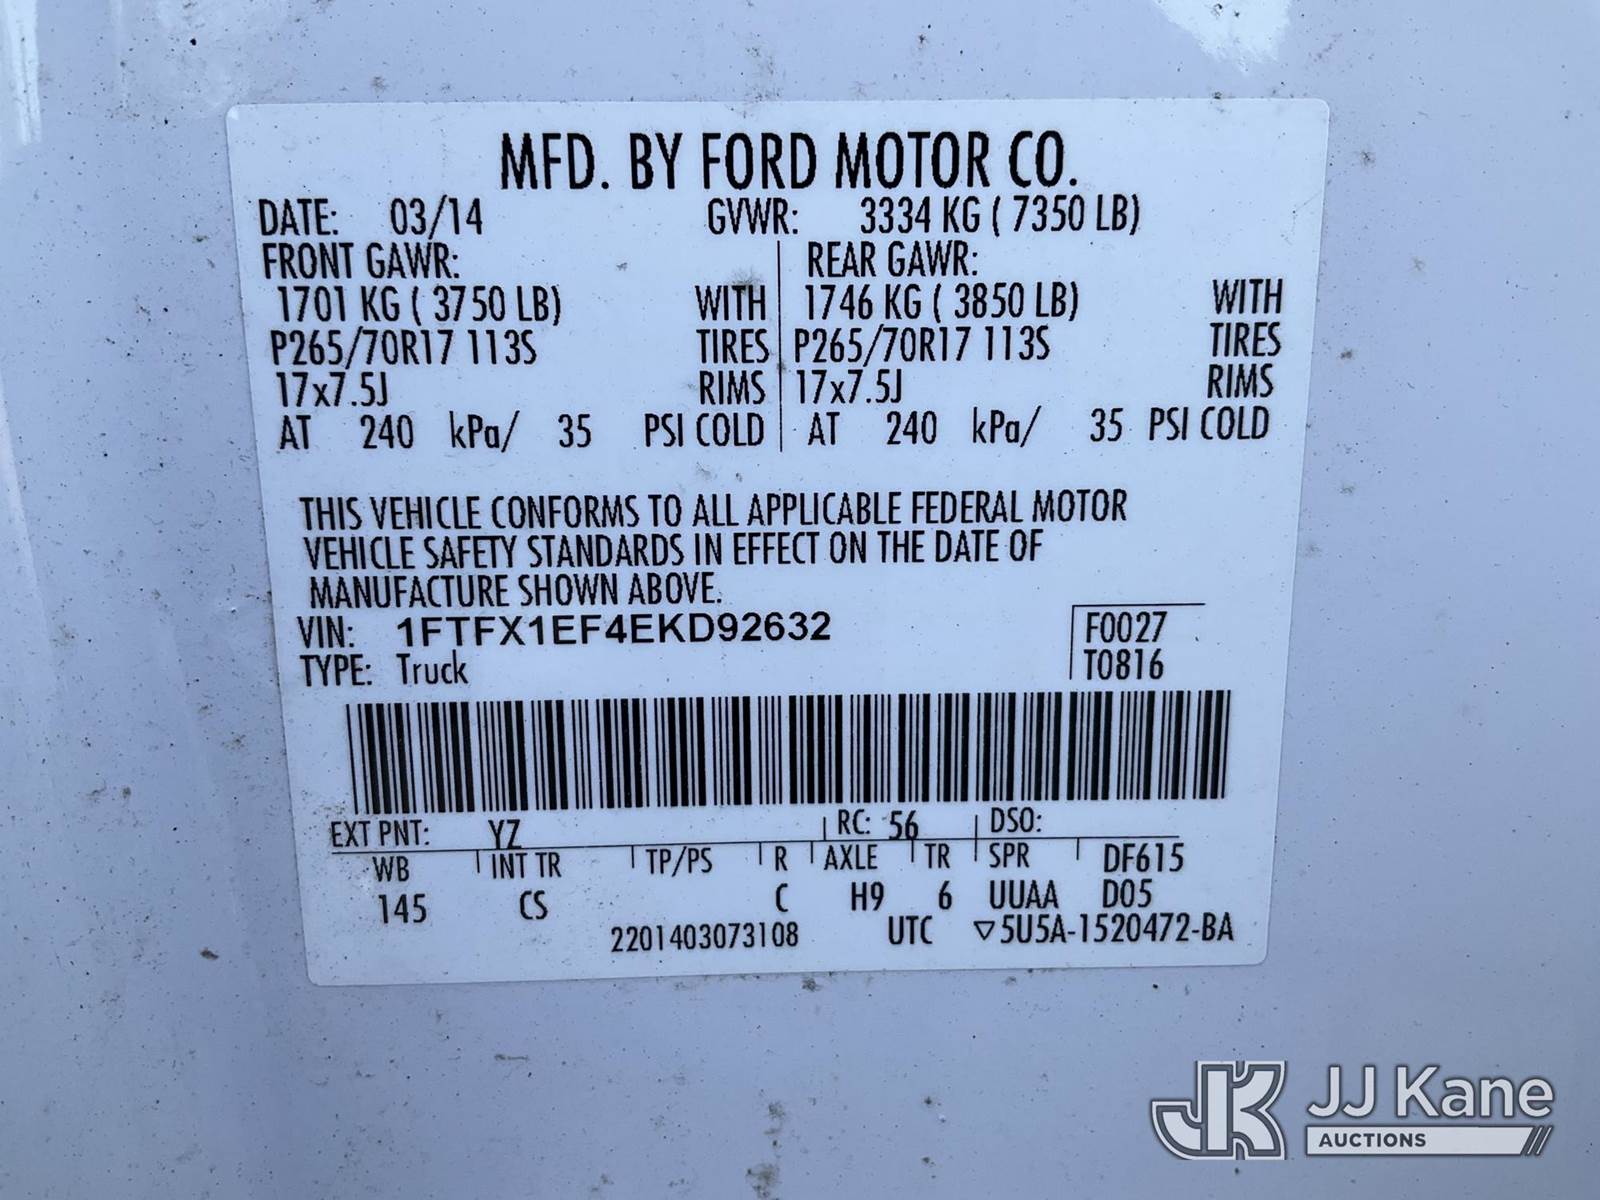 MFD. BY FORD MOTOR CO.
DATE: 03/14 GVWR: 3334 KG ( 7350 LB)
FRONT GAWR: REAR GAWR:
1701 KG ( 3750 LB) WITH 1746 KG ( 3850 LB) WITH
P265/70R17 113S TIRES P265/70R17 113S TIRES
17x7.5J RIMS 17x7.5J RIMS
AT 240 kPa/ 35 PSI COLD AT 240 kPa/ 35 PSI COLD
THIS VEHICLE CONFORMS TO ALL APPLICABLE FEDERAL MOTOR
VEHICLE SAFETY STANDARDS IN EFFECT ON THE DATE OF
MANUFACTURE SHOWN ABOVE.
VIN: 1FTFX1EF4EKD92632 F0027
TYPE: Truck T0816
EXT PNT: YZ RC: 56 DSO:
WB INT TR TP/PS R AXLE TR SPR DF615
145 CS C H9 6 UUAA D05
2201403073108 UTC ▽5U5A-1520472-BA
JK JJ Kane
AUCTIONS